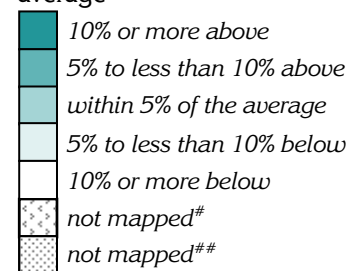 average
10% or more above
5% to less than 10% above
within 5% of the average
5% to less than 10% below
10% or more below
not mapped#
not mapped##